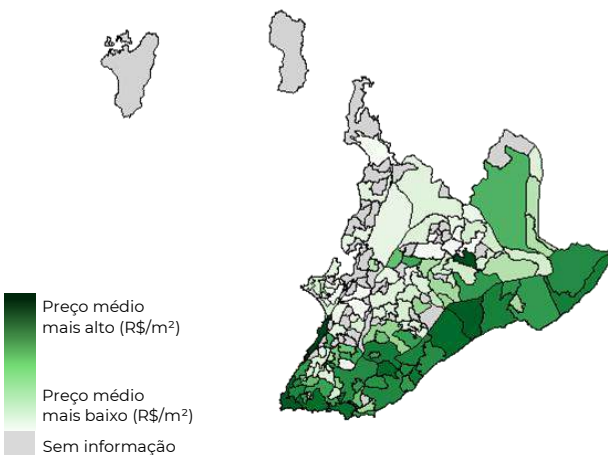 Preço médio
mais alto (R$/m²)
Preço médio
mais baixo (R$/m²)
Sem informação